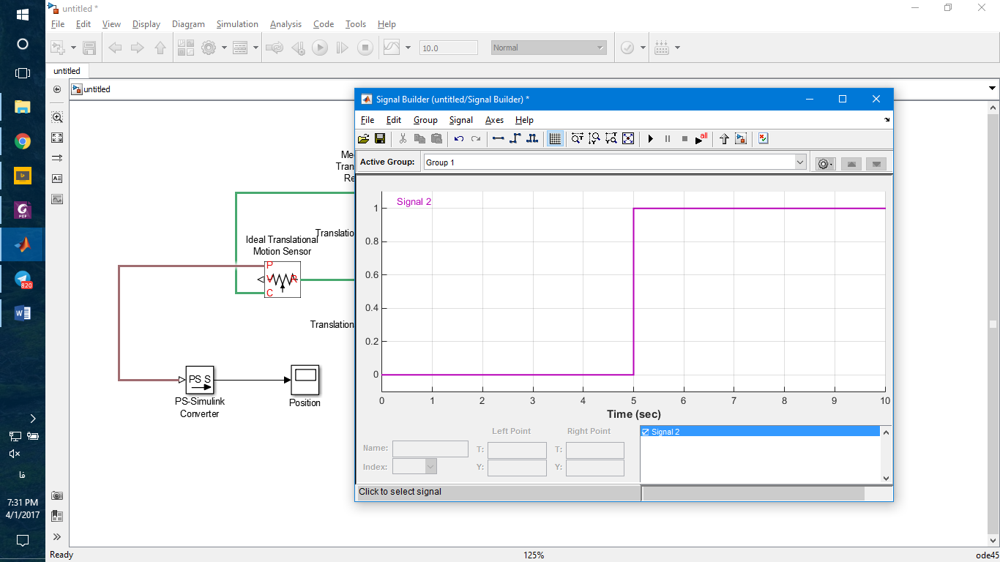 untitled *
File Edit View Display Diagram Simulation Analysis Code Tools Help
10.0 Normal
untitled
untitled
Signal Builder (untitled/Signal Builder) *
File Edit Group Signal Axes Help
all
Active Group: Group 1
Signal 2
1
0.8
0.6
0.4
0.2
0
0 1 2 3 4 5 6 7 8 9 10
Time (sec)
Left Point Right Point
Name: T: T:
Index: Y: Y:
Signal 2
Click to select signal
Me
Tran
Re
Translatio
Ideal Translational
Motion Sensor
P
V R
C
Translation
PS S
PS-Simulink
Converter
Position
PDF
820
W
فا
7:31 PM
4/1/2017
Ready 125% ode45